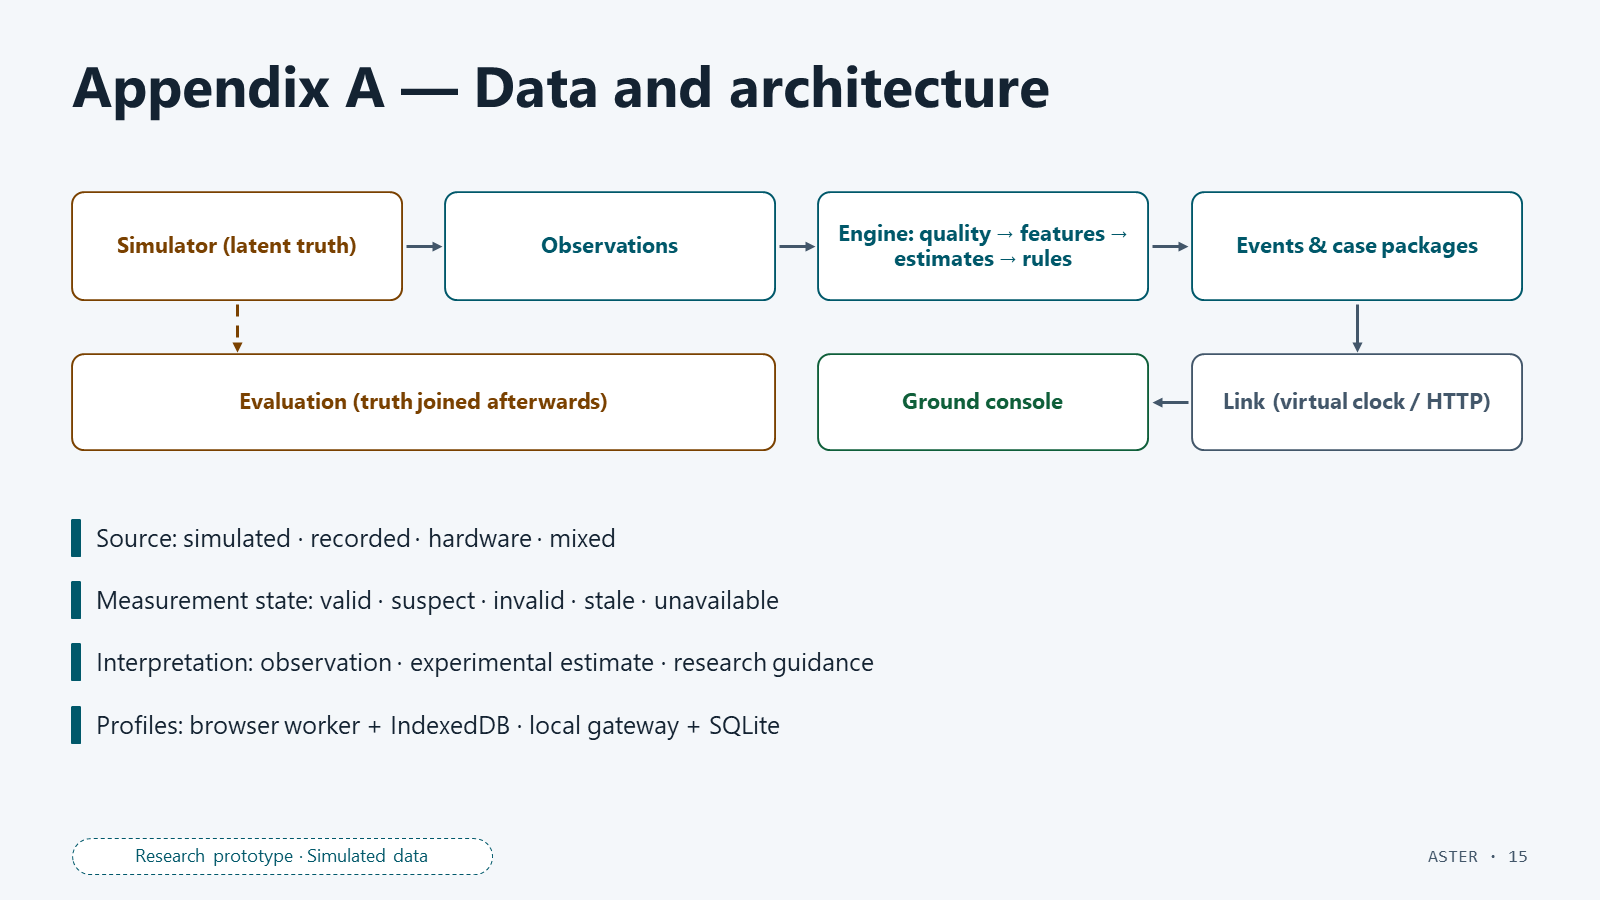 Appendix A — Data and architecture
Simulator (latent truth)
Observations
Engine: quality → features →
estimates → rules
Events & case packages
Evaluation (truth joined afterwards)
Ground console
Link (virtual clock / HTTP)
Source: simulated · recorded · hardware · mixed
Measurement state: valid · suspect · invalid · stale · unavailable
Interpretation: observation · experimental estimate · research guidance
Profiles: browser worker + IndexedDB · local gateway + SQLite
Research prototype · Simulated data
ASTER · 15